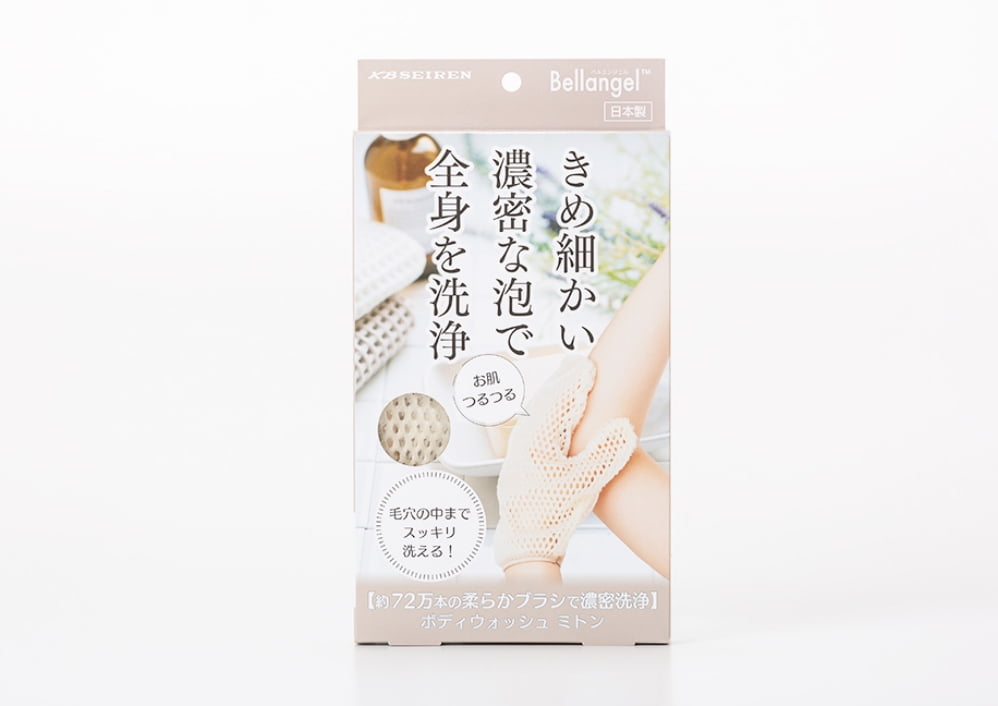 KBSEIREN
ベルエンジェル
Bellangel™
日本製
きめ細かい
濃密な泡で
全身を洗浄
お肌
つるつる
毛穴の中まで
スッキリ
洗える！
【約72万本の柔らかブラシで濃密洗浄】
ボディウォッシュ ミトン